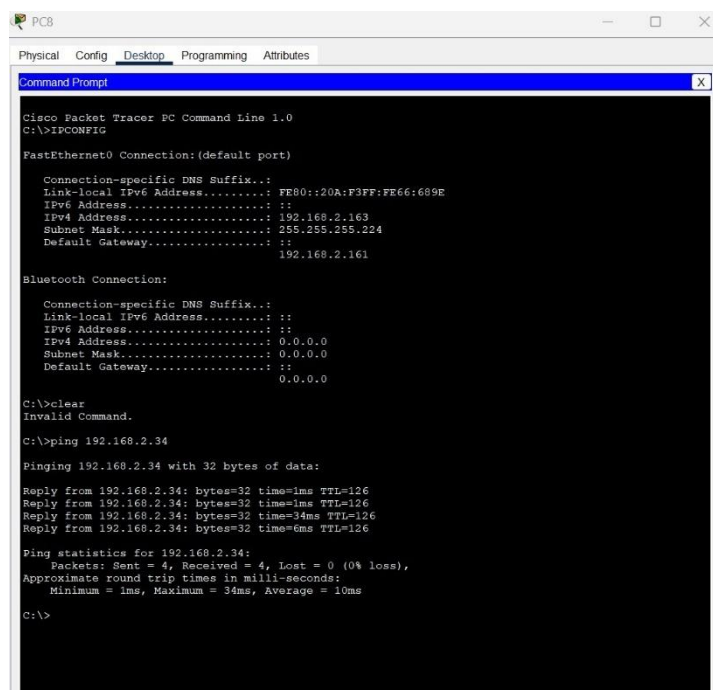 PC8
Physical Config Desktop Programming Attributes
Command Prompt
X
Cisco Packet Tracer PC Command Line 1.0
C:\>IPCONFIG
FastEthernet0 Connection:(default port)
Connection-specific DNS Suffix..:
Link-local IPv6 Address.........: FE80::20A:F3FF:FE66:689E
IPv6 Address....................: ::
IPv4 Address....................: 192.168.2.163
Subnet Mask.....................: 255.255.255.224
Default Gateway.................: ::
192.168.2.161
Bluetooth Connection:
Connection-specific DNS Suffix..:
Link-local IPv6 Address.........: ::
IPv6 Address....................: ::
IPv4 Address....................: 0.0.0.0
Subnet Mask.....................: 0.0.0.0
Default Gateway.................: ::
0.0.0.0
C:\>clear
Invalid Command.
C:\>ping 192.168.2.34
Pinging 192.168.2.34 with 32 bytes of data:
Reply from 192.168.2.34: bytes=32 time=1ms TTL=126
Reply from 192.168.2.34: bytes=32 time=1ms TTL=126
Reply from 192.168.2.34: bytes=32 time=34ms TTL=126
Reply from 192.168.2.34: bytes=32 time=6ms TTL=126
Ping statistics for 192.168.2.34:
Packets: Sent = 4, Received = 4, Lost = 0 (0% loss),
Approximate round trip times in milli-seconds:
Minimum = 1ms, Maximum = 34ms, Average = 10ms
C:\>